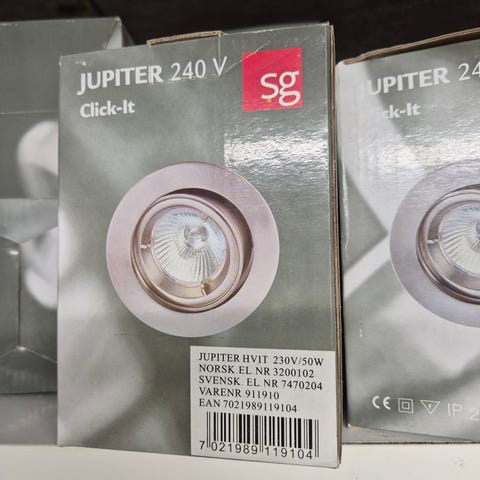 JUPITER 240 V
Click-It
sg
JUPITER HVIT 230V/50W
NORSK. EL NR 3200102
SVENSK. EL NR 7470204
VARENR 911910
EAN 7021989119104
7 021989 119104
JUPITER 24
ck-It
CE
IP 2